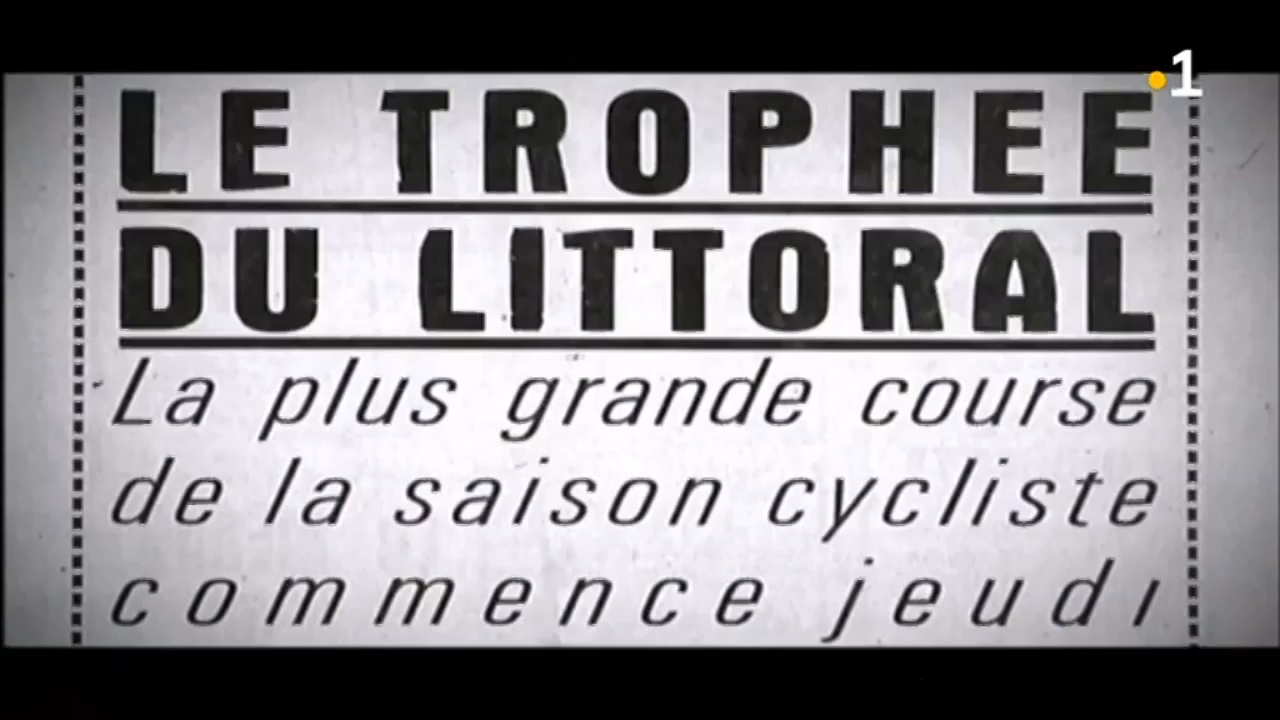 1
LE TROPHEE
DU LITTORAL
La plus grande course
de la saison cycliste
commence jeudi